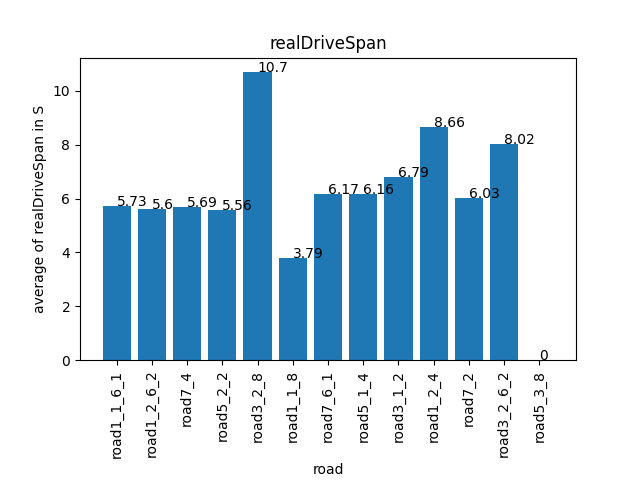 realDriveSpan
average of realDriveSpan in S
10
8
6
4
2
0
5.73
5.6
5.69
5.56
10.7
3.79
6.17
6.16
6.79
8.66
6.03
8.02
0
road1_1_6_1
road1_2_6_2
road7_4
road5_2_2
road3_2_8
road1_1_8
road7_6_1
road5_1_4
road3_1_2
road1_2_4
road7_2
road3_2_6_2
road5_3_8
road